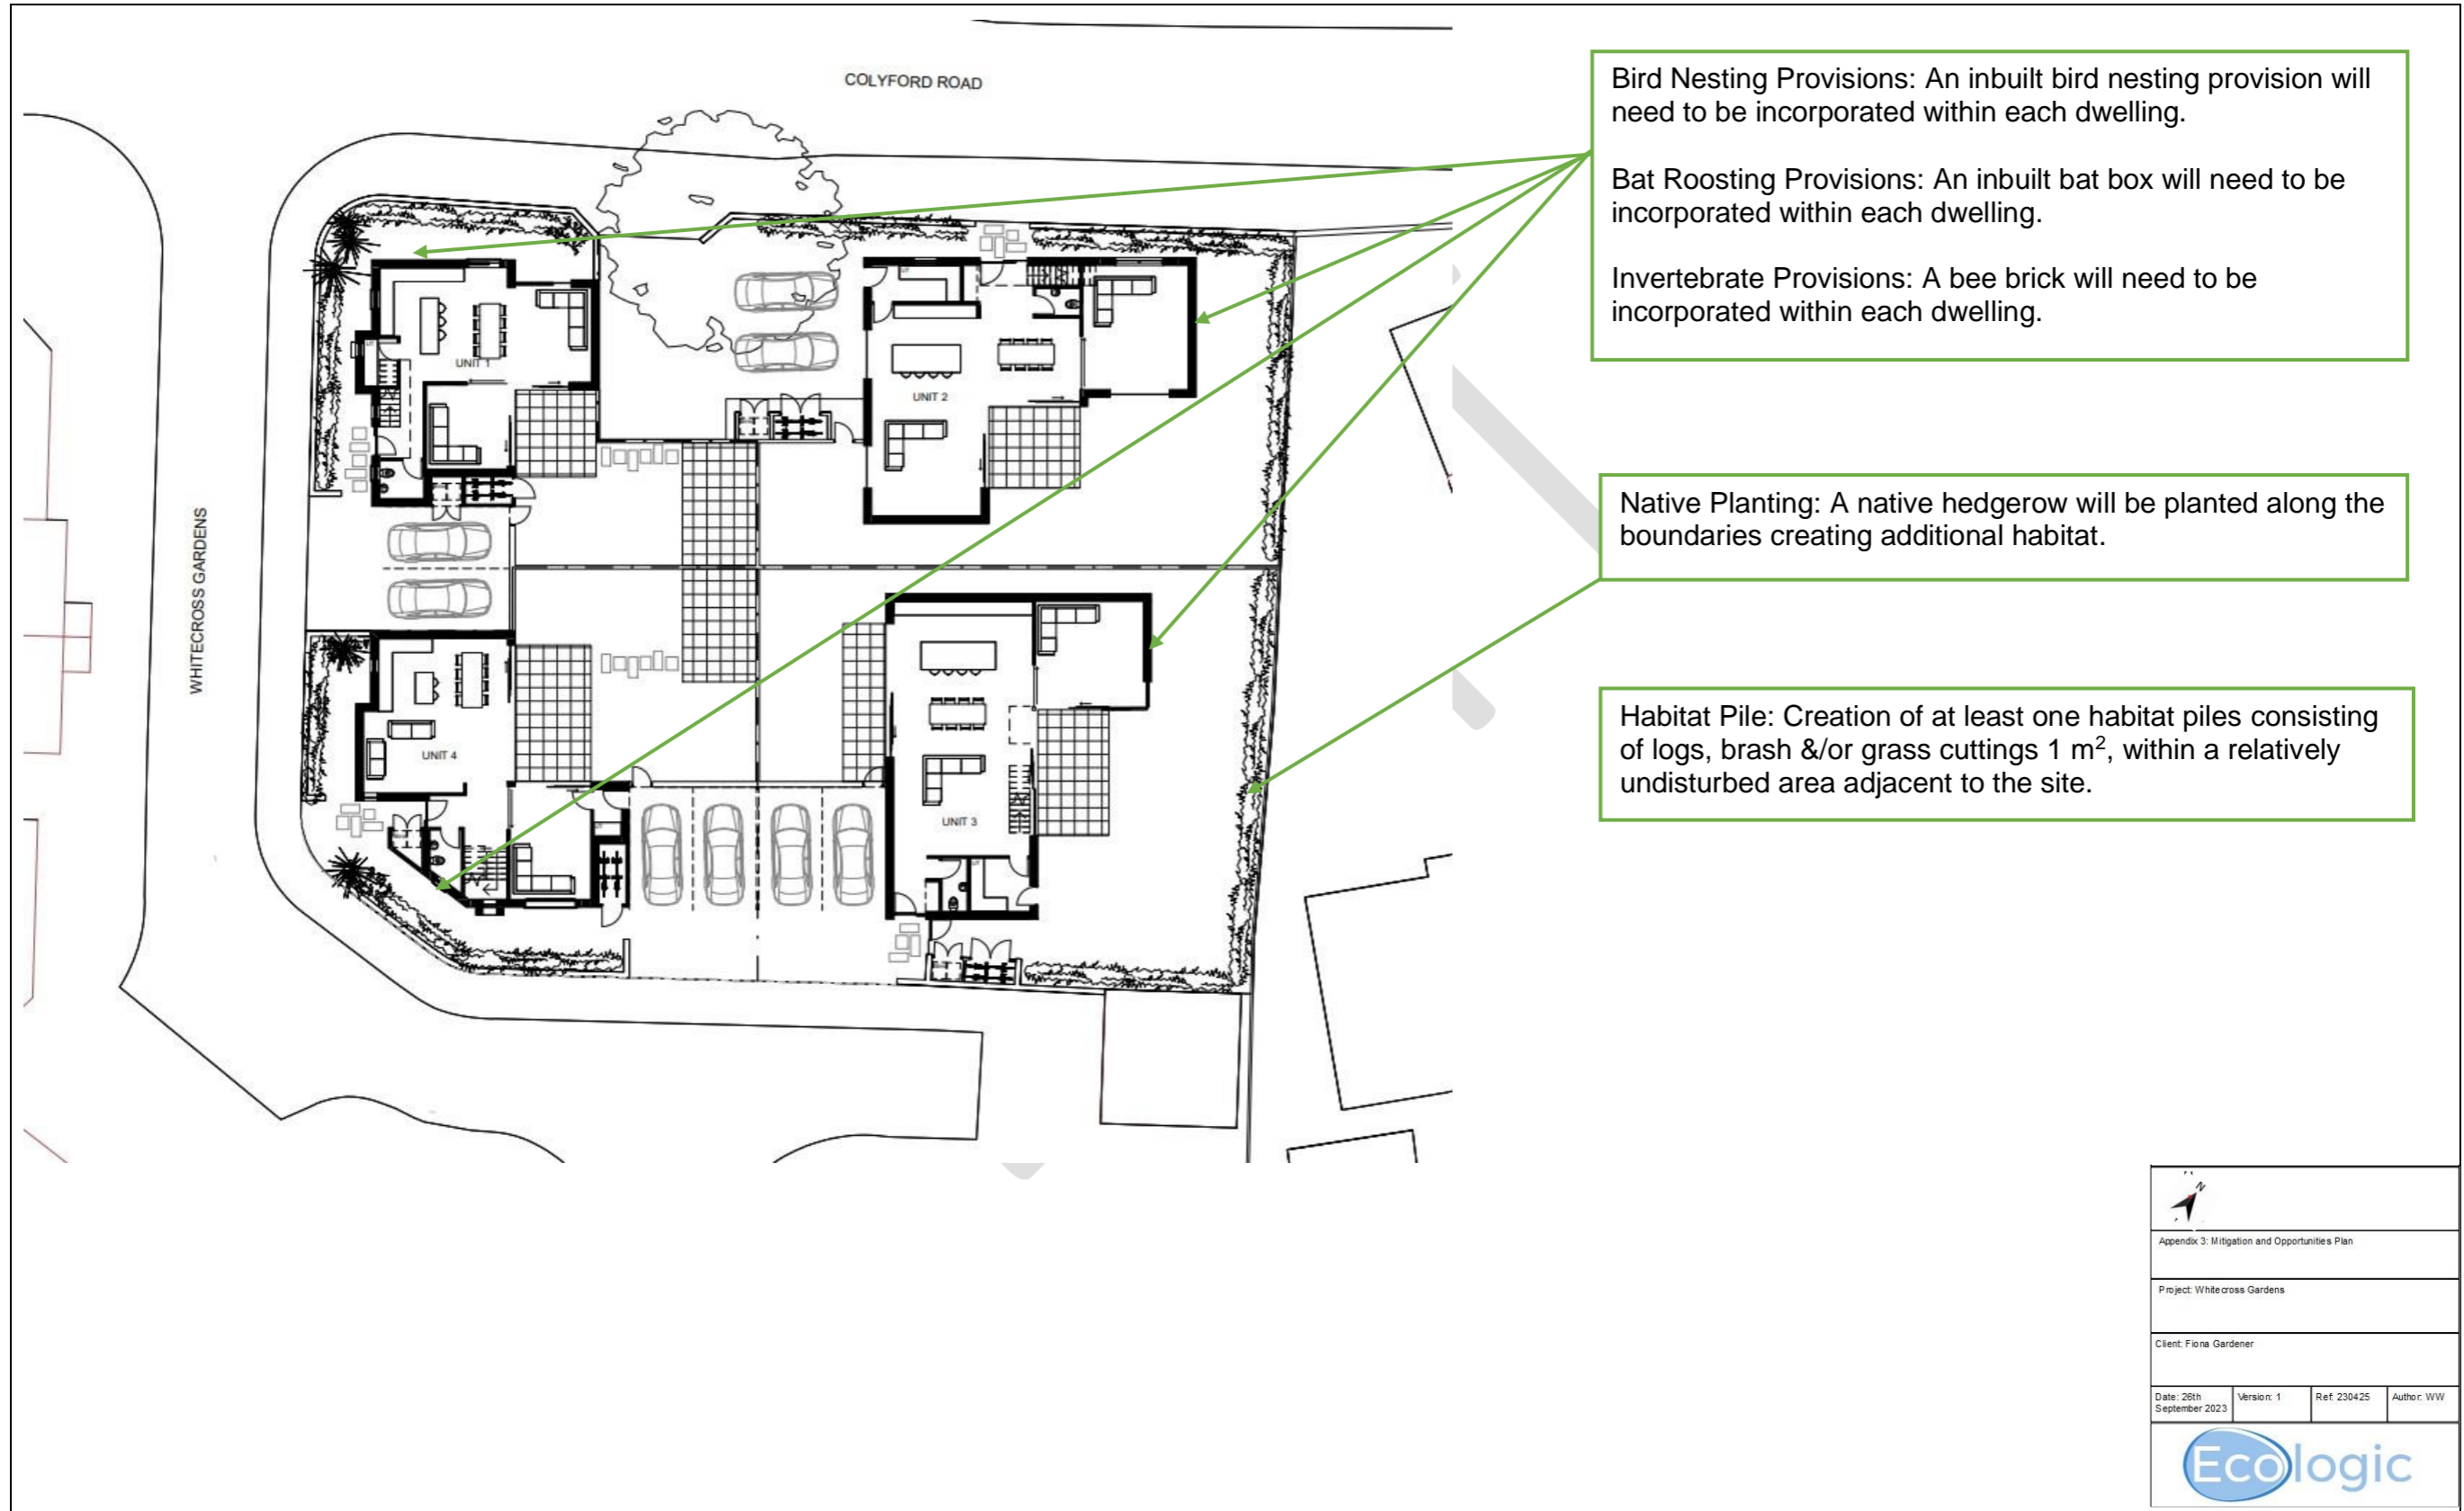 COLYFORD ROAD
WHITECROSS GARDENS
UNIT 1
UNIT 2
UNIT 4
UNIT 3
Bird Nesting Provisions: An inbuilt bird nesting provision will
need to be incorporated within each dwelling.
Bat Roosting Provisions: An inbuilt bat box will need to be
incorporated within each dwelling.
Invertebrate Provisions: A bee brick will need to be
incorporated within each dwelling.
Native Planting: A native hedgerow will be planted along the
boundaries creating additional habitat.
Habitat Pile: Creation of at least one habitat piles consisting
of logs, brash &/or grass cuttings 1 m², within a relatively
undisturbed area adjacent to the site.
N
Appendix 3: Mitigation and Opportunities Plan
Project: Whitecross Gardens
Client: Fiona Gardener
Date: 26th
September 2023
Version: 1
Ref: 230425
Author: WW
Ecologic